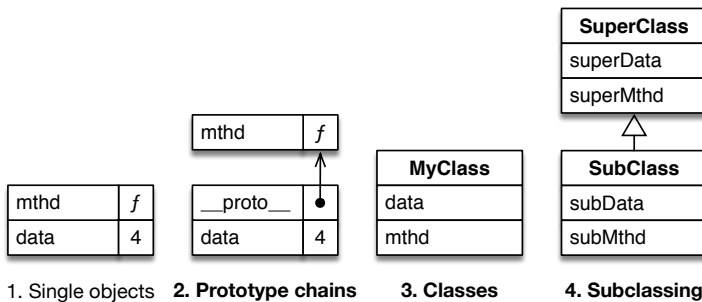 SuperClass
superData
superMthd
mthd f
MyClass
SubClass
mthd f
__proto__
data
subData
data 4
data 4
mthd
subMthd
1. Single objects
2. Prototype chains
3. Classes
4. Subclassing